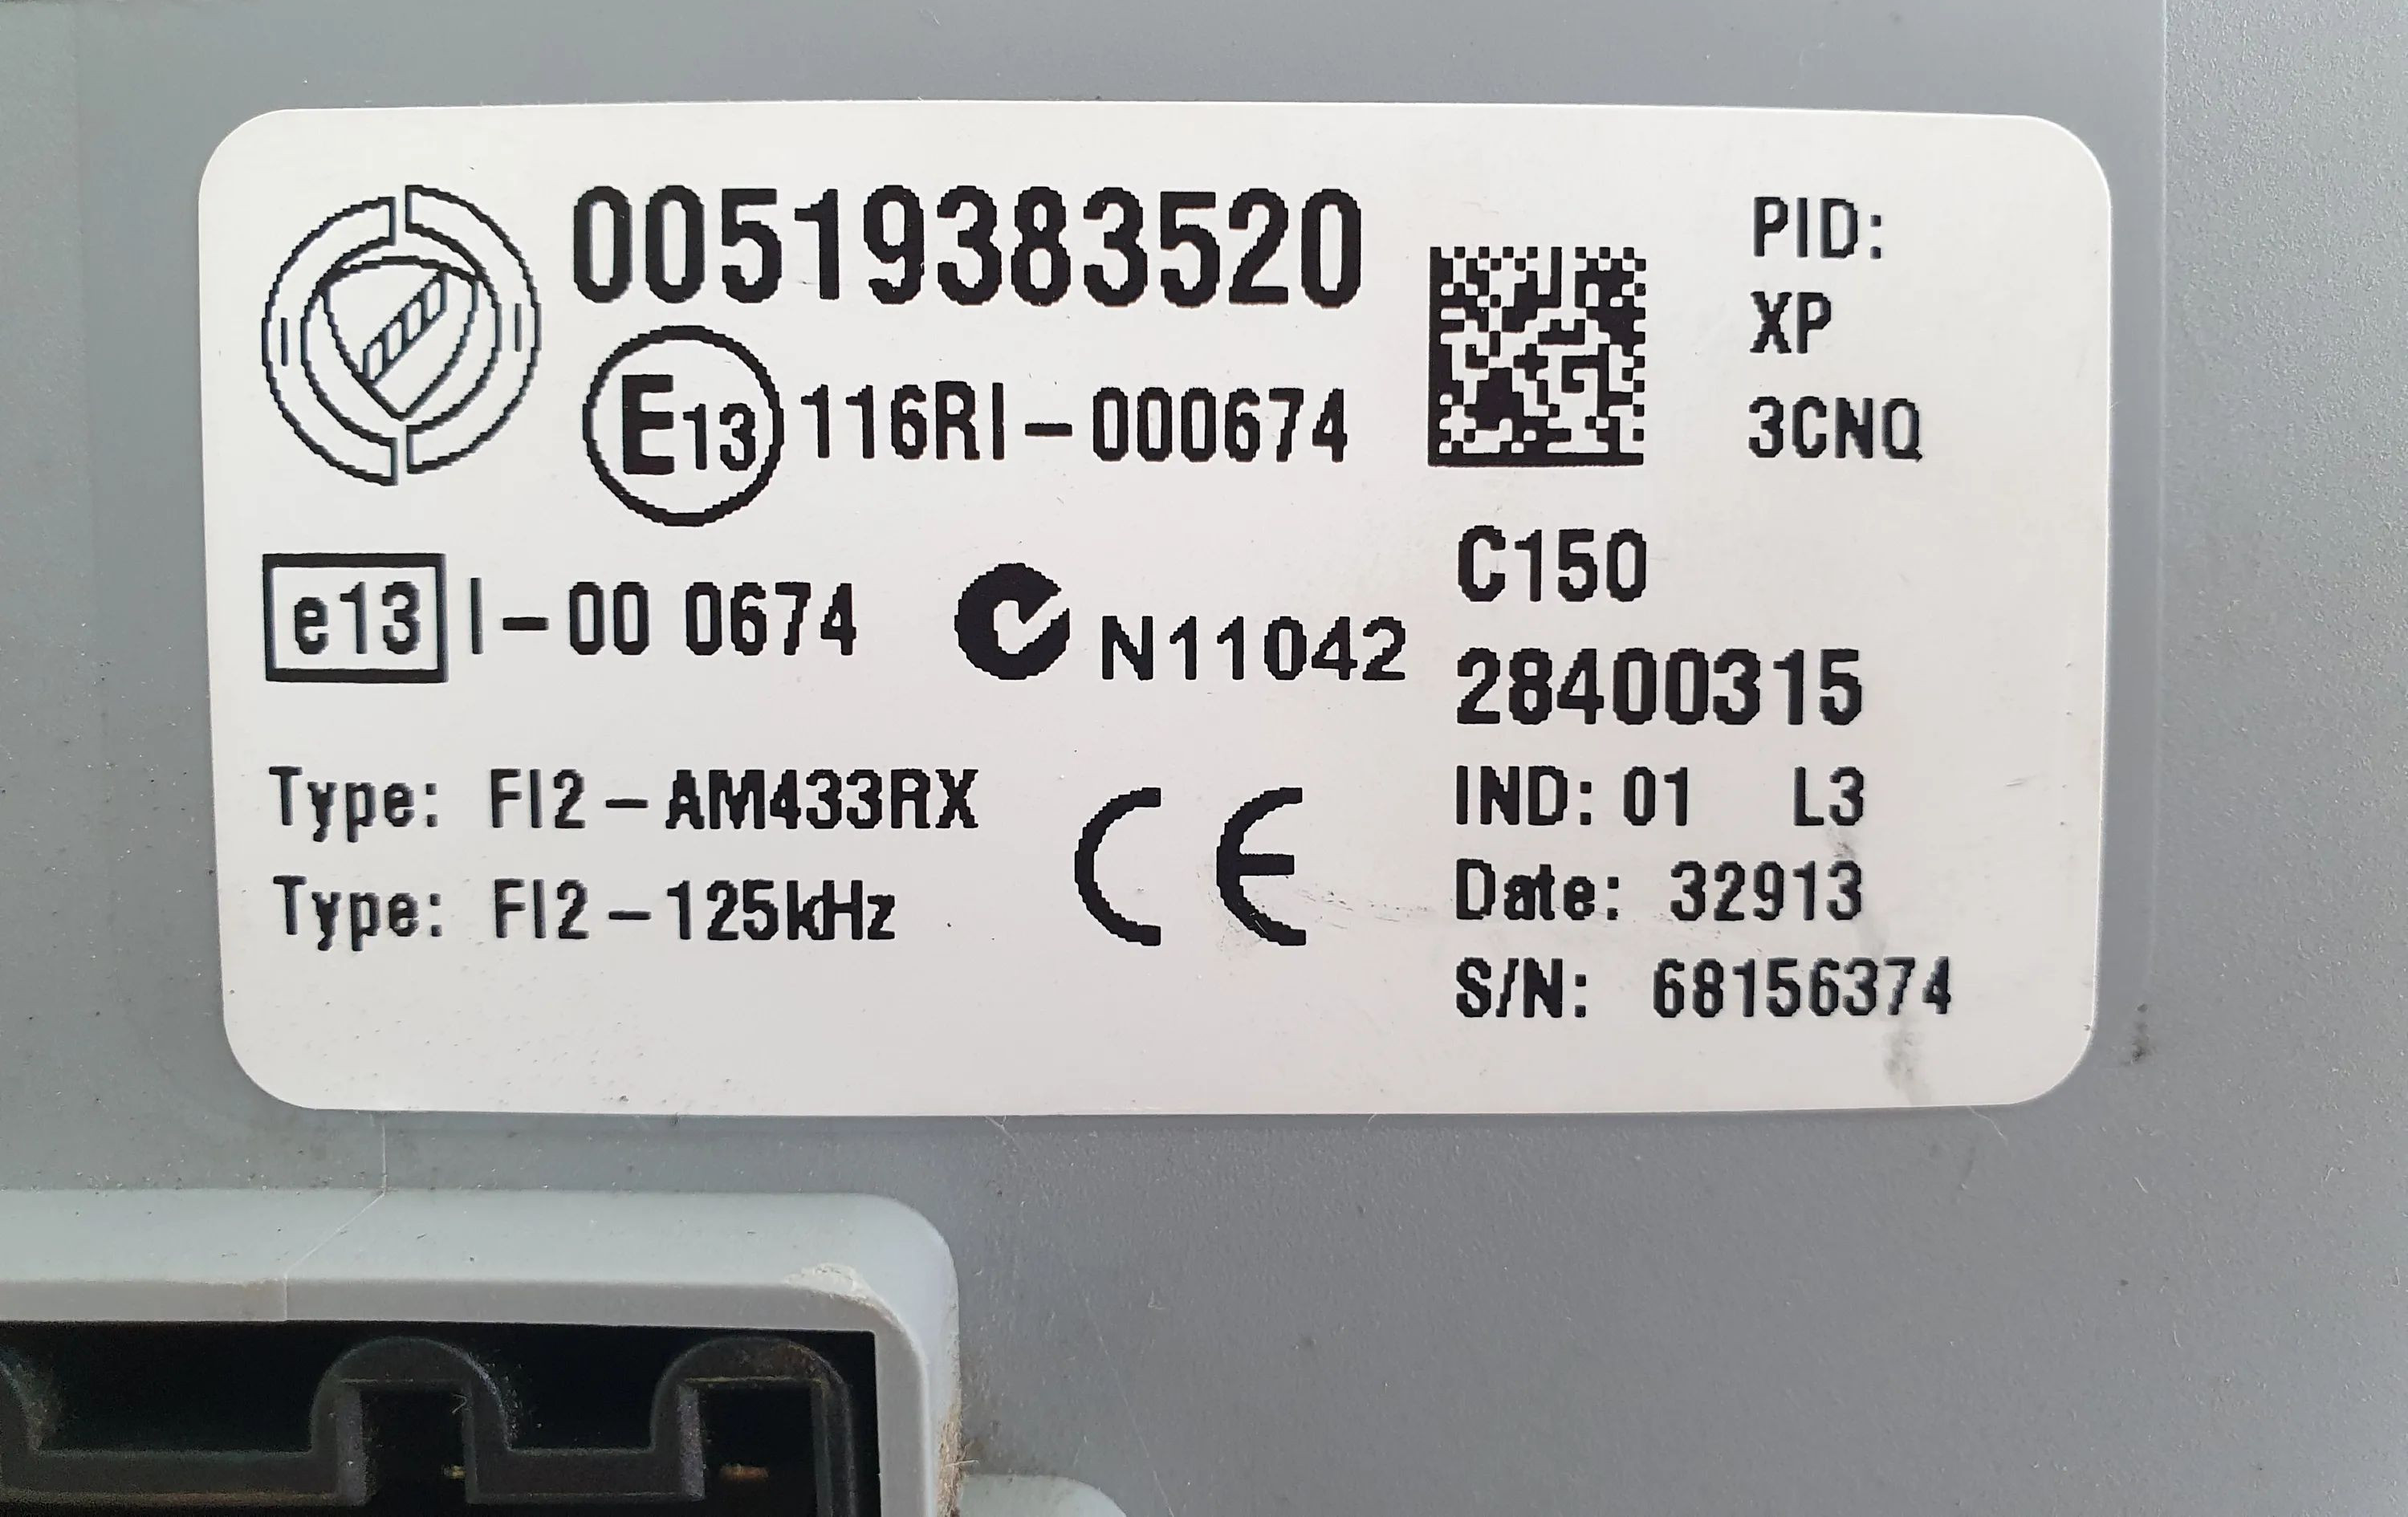 00519383520
E13 116RI-000674
e13 I-00 0674
N11042
Type: FI2-AM433RX
Type: FI2-125kHz
CE
PID:
XP
3CNQ
C150
28400315
IND: 01 L3
Date: 32913
S/N: 68156374